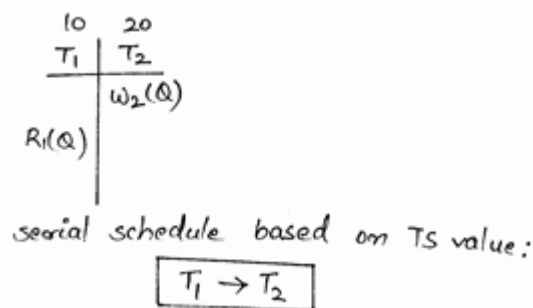 10 20
T₁ T₂
W₂(Q)
R₁(Q)
serial schedule based on TS value:
T₁ → T₂